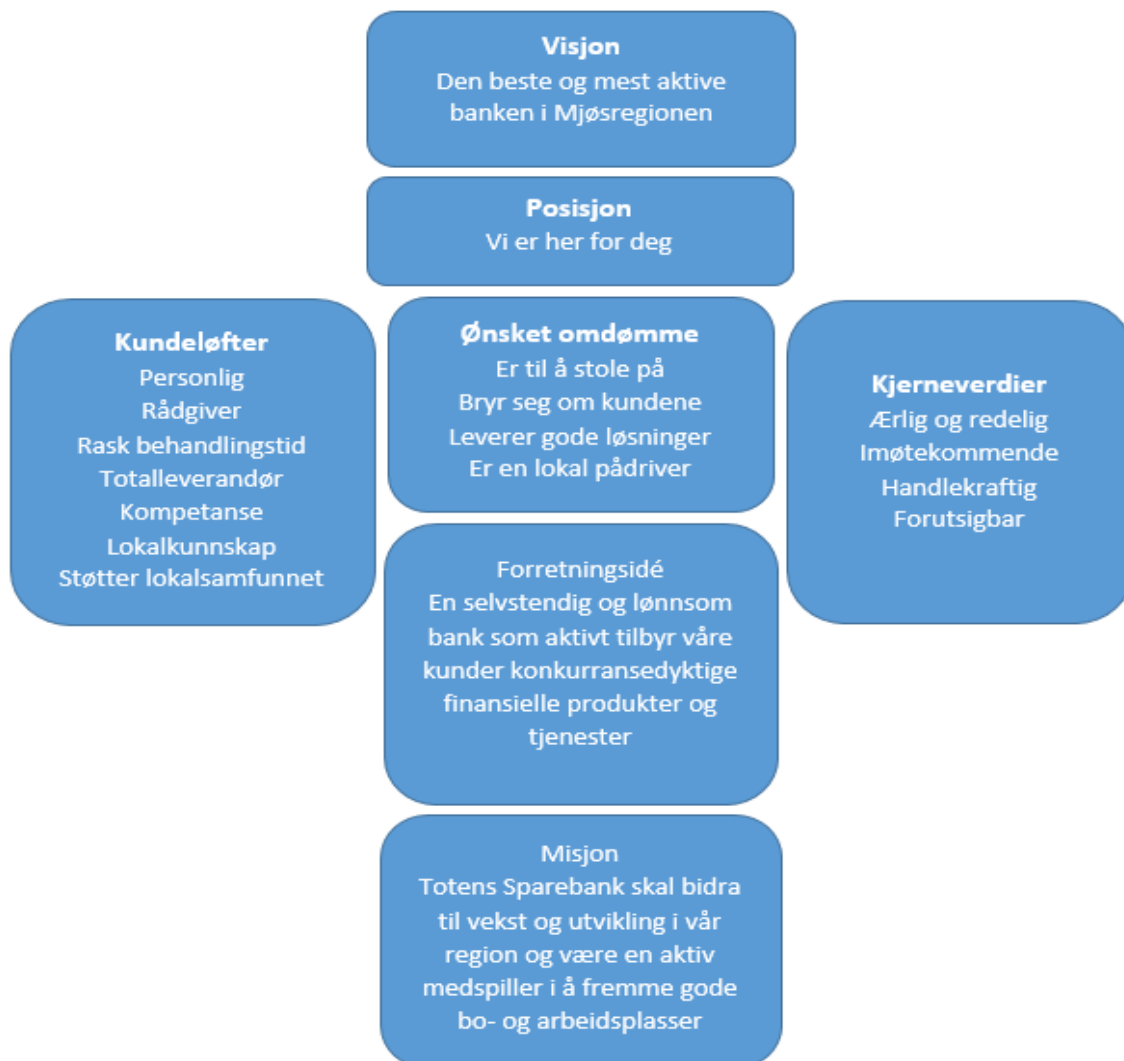 Visjon
Den beste og mest aktive
banken i Mjøsregionen
Posisjon
Vi er her for deg
Kundeløfter
Personlig
Rådgiver
Rask behandlingstid
Totalleverandør
Kompetanse
Lokalkunnskap
Støtter lokalsamfunnet
Ønsket omdømme
Er til å stole på
Bryr seg om kundene
Leverer gode løsninger
Er en lokal pådriver
Kjerneverdier
Ærlig og redelig
Imøtekommende
Handlekraftig
Forutsigbar
Forretningsidé
En selvstendig og lønnsom
bank som aktivt tilbyr våre
kunder konkurransedyktige
finansielle produkter og
tjenester
Misjon
Totens Sparebank skal bidra
til vekst og utvikling i vår
region og være en aktiv
medspiller i å fremme gode
bo- og arbeidsplasser